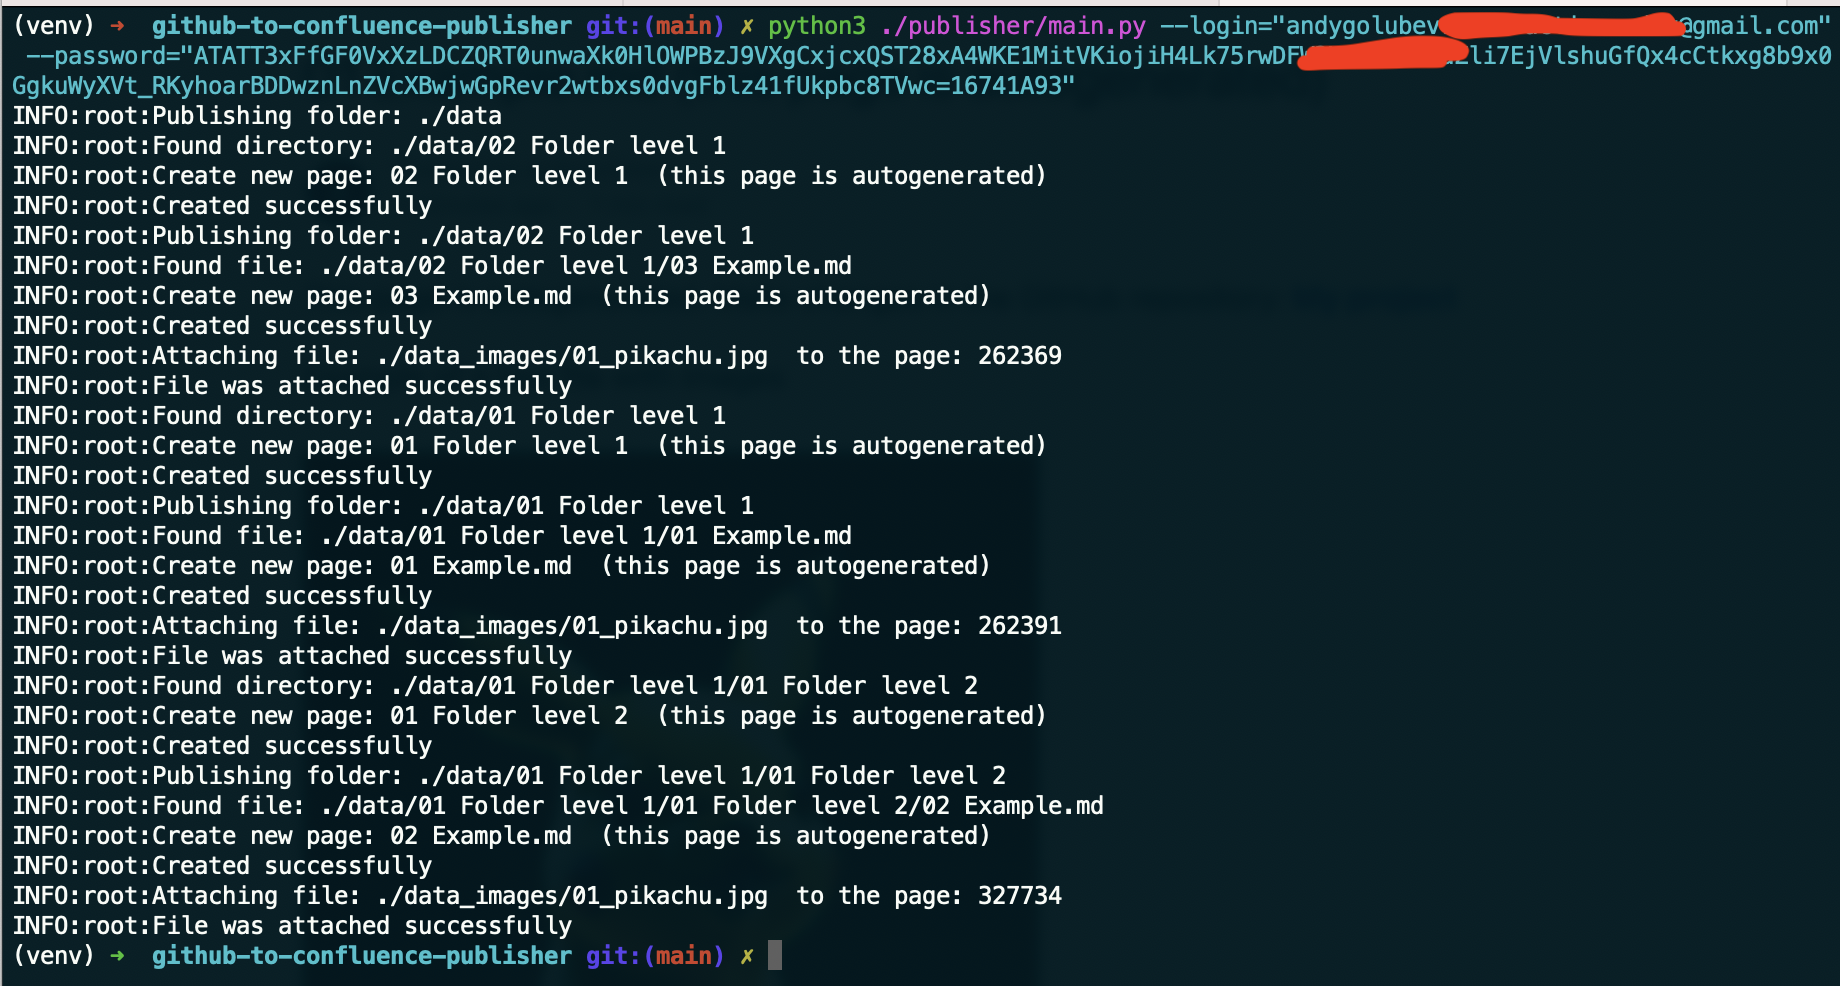 (venv) ➜ github-to-confluence-publisher git:(main) ✗ python3 ./publisher/main.py --login="andygolubev @gmail.com"
--password="ATATT3xFfGF0VxXzLDCZQRT0unwaXk0HlOWPBzJ9VXgCxjcxQST28xA4WKE1MitVKiojiH4Lk75rwDF li7EjVlshuGfQx4cCtkxg8b9x0
GgkuWyXVt_RKyhoarBDDwznLnZVcXBwjwGpRevr2wtbxs0dvgFblz41fUkpbc8TVwc=16741A93"
INFO:root:Publishing folder: ./data
INFO:root:Found directory: ./data/02 Folder level 1
INFO:root:Create new page: 02 Folder level 1  (this page is autogenerated)
INFO:root:Created successfully
INFO:root:Publishing folder: ./data/02 Folder level 1
INFO:root:Found file: ./data/02 Folder level 1/03 Example.md
INFO:root:Create new page: 03 Example.md  (this page is autogenerated)
INFO:root:Created successfully
INFO:root:Attaching file: ./data_images/01_pikachu.jpg  to the page: 262369
INFO:root:File was attached successfully
INFO:root:Found directory: ./data/01 Folder level 1
INFO:root:Create new page: 01 Folder level 1  (this page is autogenerated)
INFO:root:Created successfully
INFO:root:Publishing folder: ./data/01 Folder level 1
INFO:root:Found file: ./data/01 Folder level 1/01 Example.md
INFO:root:Create new page: 01 Example.md  (this page is autogenerated)
INFO:root:Created successfully
INFO:root:Attaching file: ./data_images/01_pikachu.jpg  to the page: 262391
INFO:root:File was attached successfully
INFO:root:Found directory: ./data/01 Folder level 1/01 Folder level 2
INFO:root:Create new page: 01 Folder level 2  (this page is autogenerated)
INFO:root:Created successfully
INFO:root:Publishing folder: ./data/01 Folder level 1/01 Folder level 2
INFO:root:Found file: ./data/01 Folder level 1/01 Folder level 2/02 Example.md
INFO:root:Create new page: 02 Example.md  (this page is autogenerated)
INFO:root:Created successfully
INFO:root:Attaching file: ./data_images/01_pikachu.jpg  to the page: 327734
INFO:root:File was attached successfully
(venv) ➜ github-to-confluence-publisher git:(main) ✗